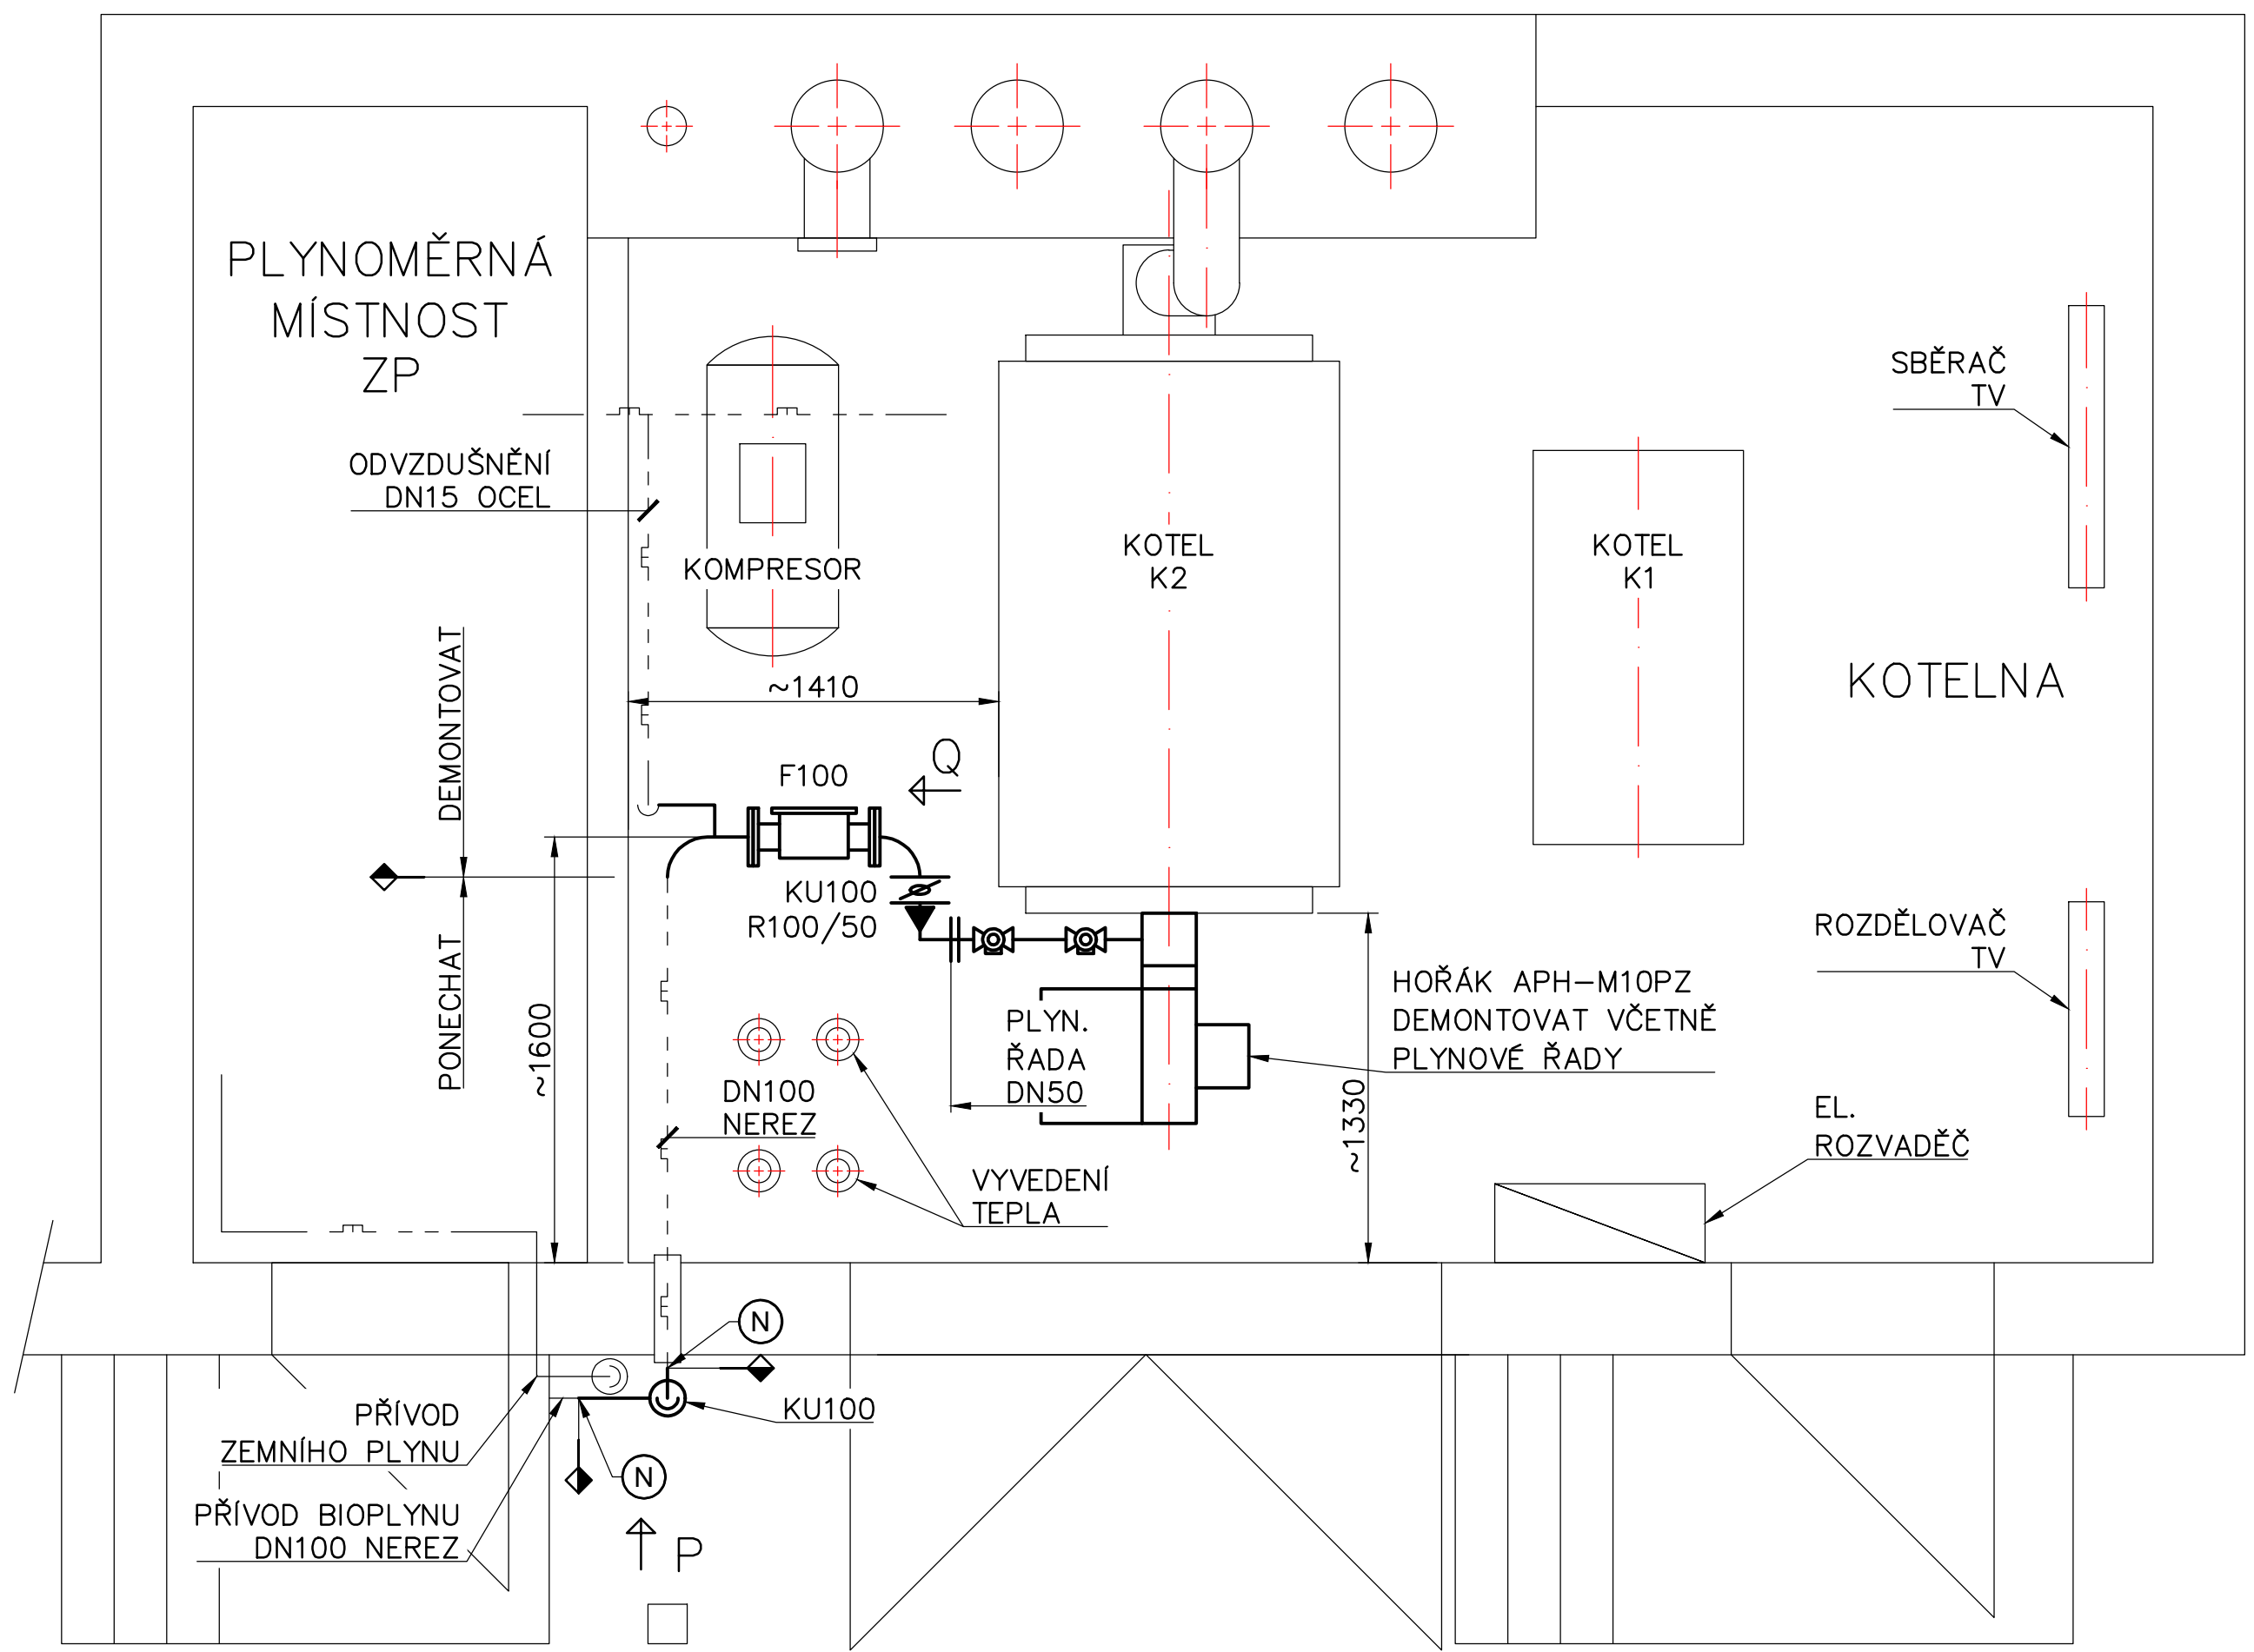 PLYNOMĚRNÁ
MÍSTNOST
ZP
ODVZDUŠNĚNÍ
DN15 OCEL
KOMPRESOR
KOTEL
K2
KOTEL
K1
SBĚRAČ
TV
KOTELNA
DEMONTOVAT
PONECHAT
~1410
Q
F100
KU100
R100/50
~1600
PLYN.
ŘADA
DN50
DN100
NEREZ
VYVEDENÍ
TEPLA
~1330
HOŘÁK APH-M10PZ
DEMONTOVAT VČETNĚ
PLYNOVÉ ŘADY
ROZDĚLOVAČ
TV
EL.
ROZVADĚČ
N
KU100
PŘÍVOD
ZEMNÍHO PLYNU
N
PŘÍVOD BIOPLYNU
DN100 NEREZ
P